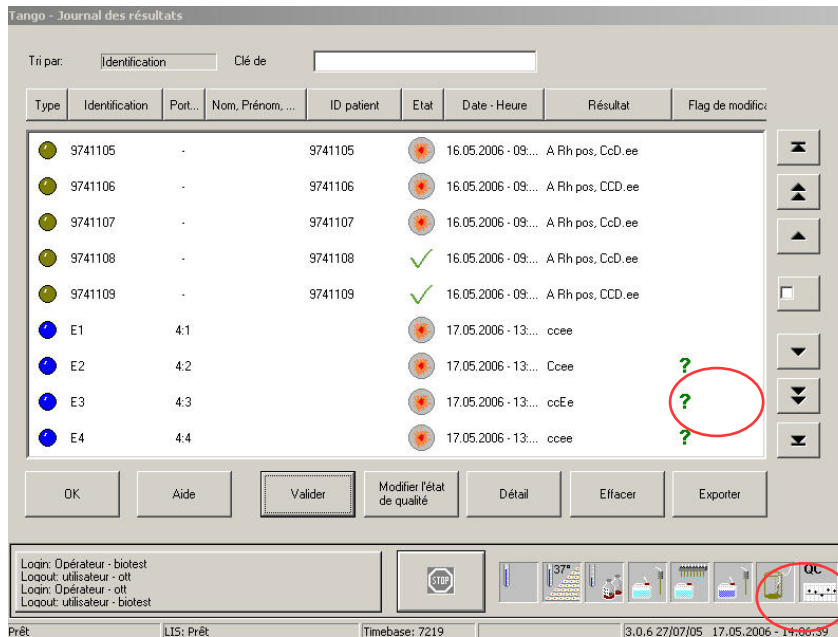 Tango - Journal des résultats
Tri par: Identification Clé de
Type Identification Port... Nom, Prénom, ... ID patient Etat Date - Heure Résultat Flag de modifica
9741105 - 9741105 16.05.2006 - 09:... A Rh pos, CcD.ee
9741106 - 9741106 16.05.2006 - 09:... A Rh pos, CCD.ee
9741107 - 9741107 16.05.2006 - 09:... A Rh pos, CcD.ee
9741108 - 9741108 16.05.2006 - 09:... A Rh pos, CcD.ee
9741109 - 9741109 16.05.2006 - 09:... A Rh pos, CCD.ee
E1 4:1 17.05.2006 - 13:... ccee
E2 4:2 17.05.2006 - 13:... Ccee ?
E3 4:3 17.05.2006 - 13:... ccEe ?
E4 4:4 17.05.2006 - 13:... ccee ?
OK Aide Valider Modifier l'état de qualité Détail Effacer Exporter
Login: Opérateur - biotest
Logout: utilisateur - ott
Login: Opérateur - ott
Logout: utilisateur - biotest
STOP 37° QC
Prêt LIS: Prêt Timebase: 7219 3.0.6 27/07/05 17.05.2006 - 14:06:39